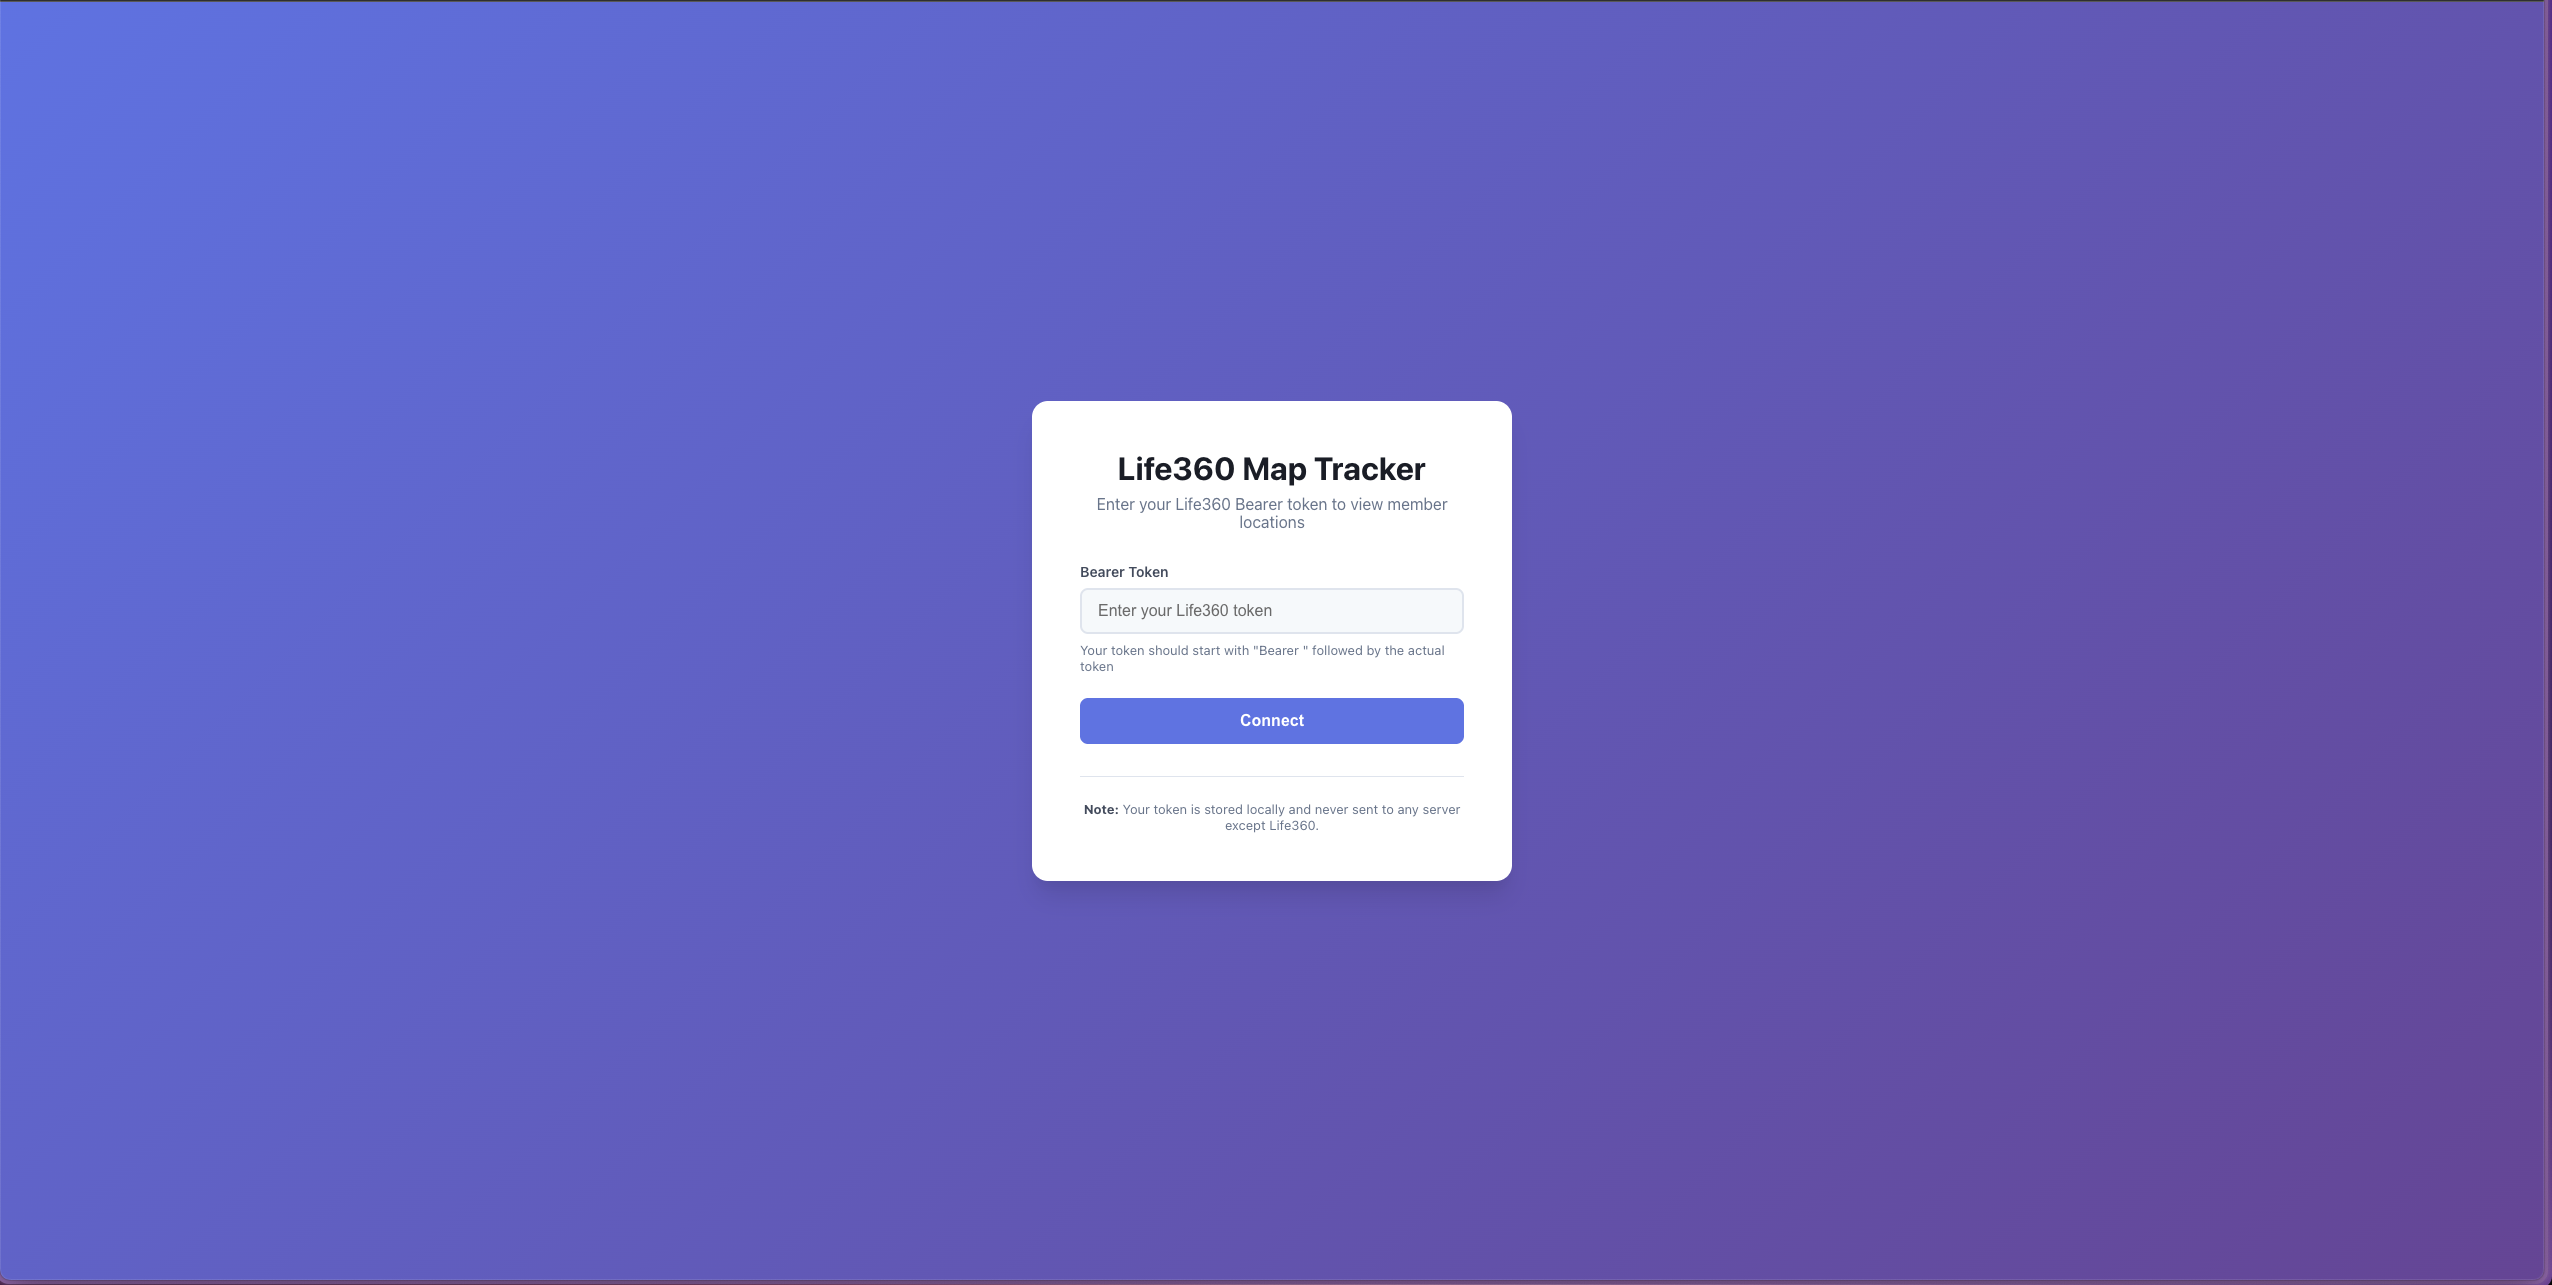 Life360 Map Tracker
Enter your Life360 Bearer token to view member
locations
Bearer Token
Enter your Life360 token
Your token should start with "Bearer " followed by the actual
token
Connect
Note: Your token is stored locally and never sent to any server
except Life360.